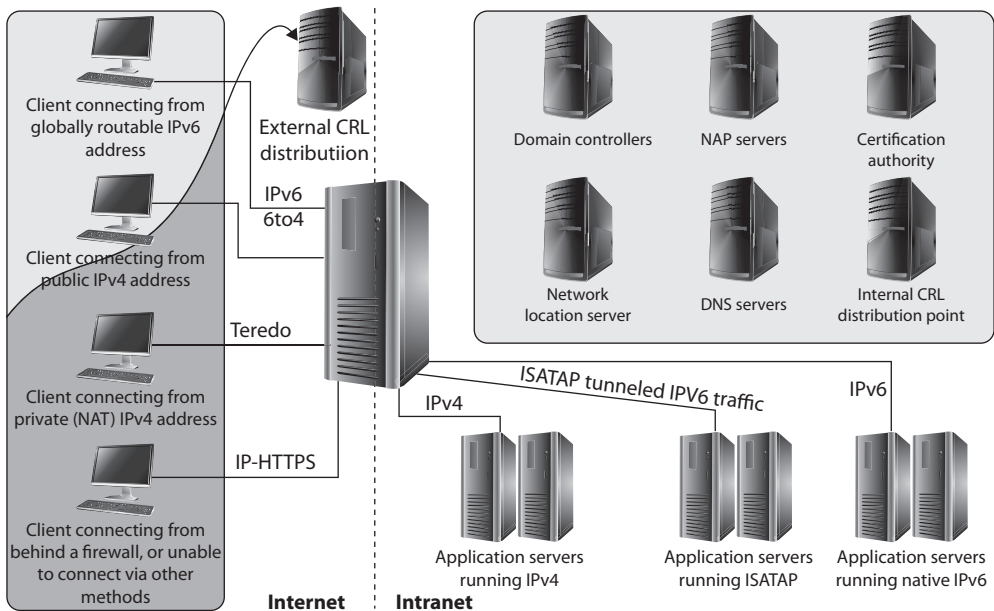 Client connecting from
globally routable IPv6
address
Client connecting from
public IPv4 address
Client connecting from
private (NAT) IPv4 address
Client connecting from
behind a firewall, or unable
to connect via other
methods
External CRL
distributiion
IPv6
6to4
Teredo
IP-HTTPS
Internet
Intranet
Domain controllers
NAP servers
Certification
authority
Network
location server
DNS servers
Internal CRL
distribution point
IPv4
ISATAP tunneled IPV6 traffic
IPv6
Application servers
running IPv4
Application servers
running ISATAP
Application servers
running native IPv6